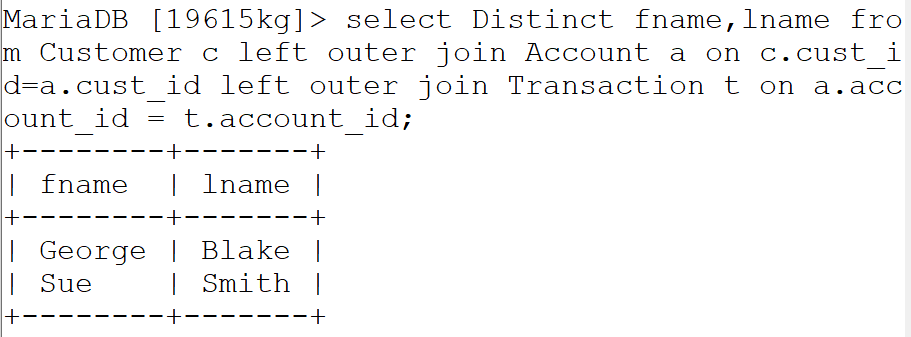 MariaDB [19615kg]> select Distinct fname,lname fro
m Customer c left outer join Account a on c.cust_i
d=a.cust_id left outer join Transaction t on a.acc
ount_id = t.account_id;
+--------+-------+
| fname  | lname |
+--------+-------+
| George | Blake |
| Sue    | Smith |
+--------+-------+